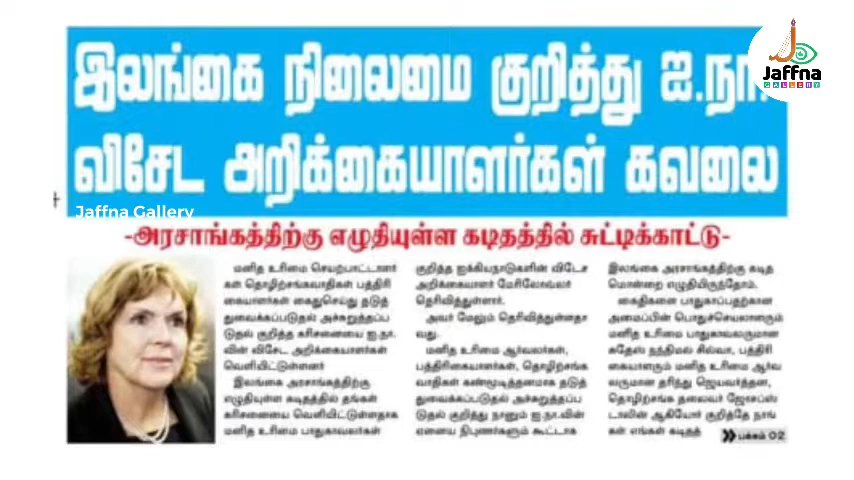 இலங்கை நிலைமை குறித்து ஐ.நா.
விசேட அறிக்கையாளர்கள் கவலை
Jaffna
GALLERY
Jaffna Gallery
-அரசாங்கத்திற்கு எழுதியுள்ள கடிதத்தில் சுட்டிக்காட்டு-
மனித உரிமை செயற்பாட்டாளர்
கள் தொழிற்சங்கவாதிகள் பத்திரி
கையாளர்கள் கைதுசெய்து தடுத்
துவைக்கப்படுதல் அச்சுறுத்தப்ப
டுதல் குறித்த கரிசனையை ஐ.நா.
வின் விசேட அறிக்கையாளர்கள்
வெளியிட்டுள்ளனர்
இலங்கை அரசாங்கத்திற்கு
எழுதியுள்ள கடிதத்தில் தங்கள்
கரிசனையை வெளியிட்டுள்ளதாக
மனித உரிமை பாதுகாவலர்கள்
குறித்த ஐக்கியநாடுகளின் விடேச
அறிக்கையாளர் மேரிலோவ்லர்
தெரிவித்துள்ளார்.
அவர் மேலும் தெரிவித்துள்ளதா
வது.
மனித உரிமை ஆர்வலர்கள்,
பத்திரிகையாளர்கள், தொழிற்சங்க
வாதிகள் கண்மூடித்தனமாக தடுத்
துவைக்கப்படுதல் அச்சுறுத்தப்ப
டுதல் குறித்து நானும் ஐ.நா.வின்
ஏனைய நிபுணர்களும் கூட்டாக
இலங்கை அரசாங்கத்திற்கு கடித
மொன்றை எழுதியிருந்தோம்.
கைதிகளை பாதுகாப்பதற்கான
அமைப்பின் பொதுச்செயலாளரும்
மனித உரிமை பாதுகாவலருமான
சுதேஸ் நந்திமல் சில்வா, பத்திரி
கையாளரும் மனித உரிமை ஆர்வ
லருமான தரிந்து ஜெயவர்த்தன,
தொழிற்சங்க தலைவர் ஜோசப்ஸ்
டாலின் ஆகியோர் குறித்தே நாங்
கள் எங்கள் கடிதத்
பக்கம் 02